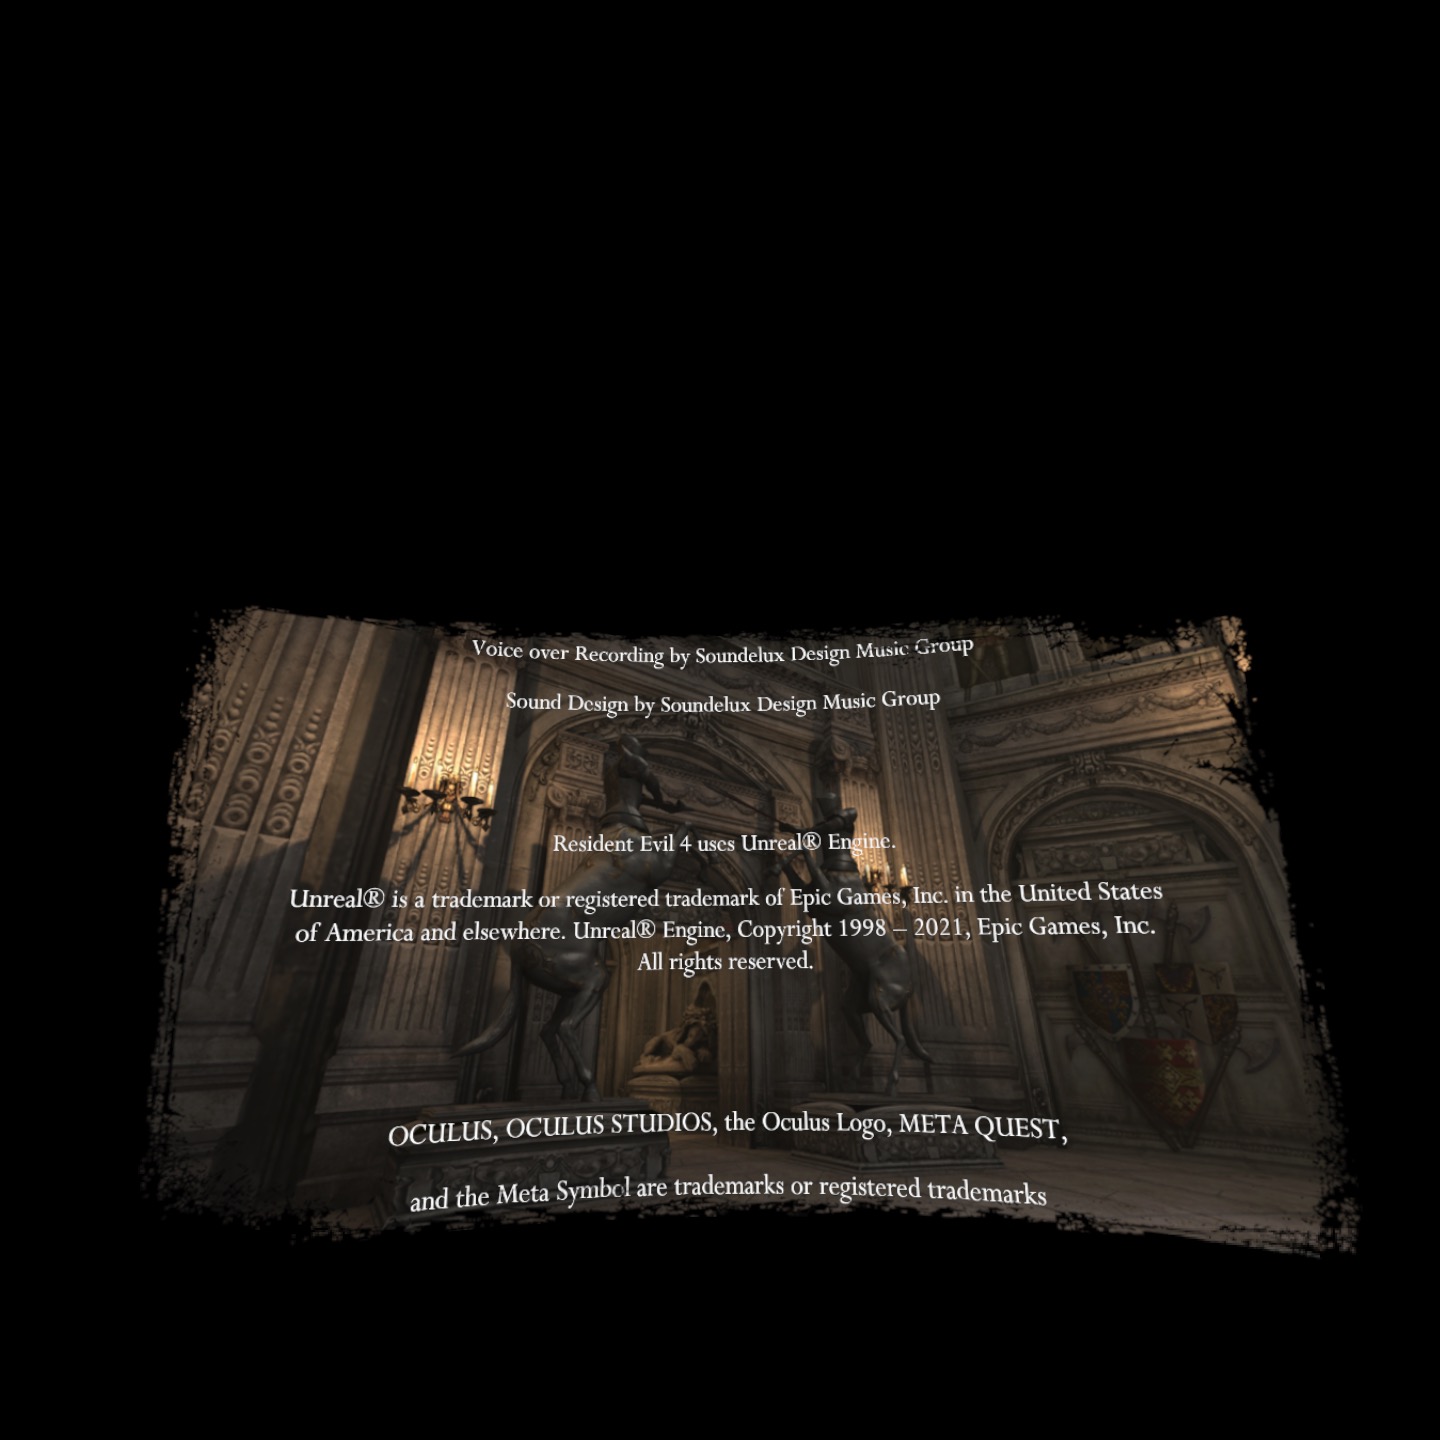 Voice over Recording by Soundelux Design Music Group
Sound Design by Soundelux Design Music Group
Resident Evil 4 uses Unreal® Engine.
Unreal® is a trademark or registered trademark of Epic Games, Inc. in the United States
of America and elsewhere. Unreal® Engine, Copyright 1998 – 2021, Epic Games, Inc.
All rights reserved.
OCULUS, OCULUS STUDIOS, the Oculus Logo, META QUEST,
and the Meta Symbol are trademarks or registered trademarks